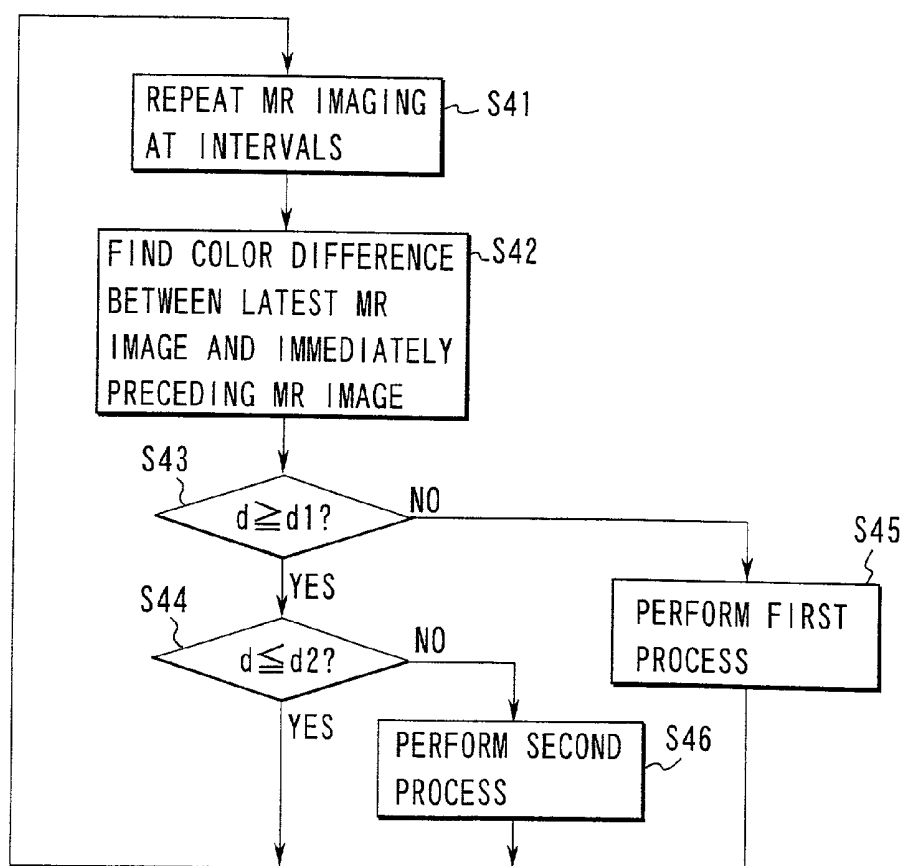 REPEAT MR IMAGING
AT INTERVALS
S41
FIND COLOR DIFFERENCE
BETWEEN LATEST MR
IMAGE AND IMMEDIATELY
PRECEDING MR IMAGE
S42
S43
d≧d1?
NO
YES
S44
d≦d2?
NO
YES
S45
PERFORM FIRST
PROCESS
PERFORM SECOND
PROCESS
S46